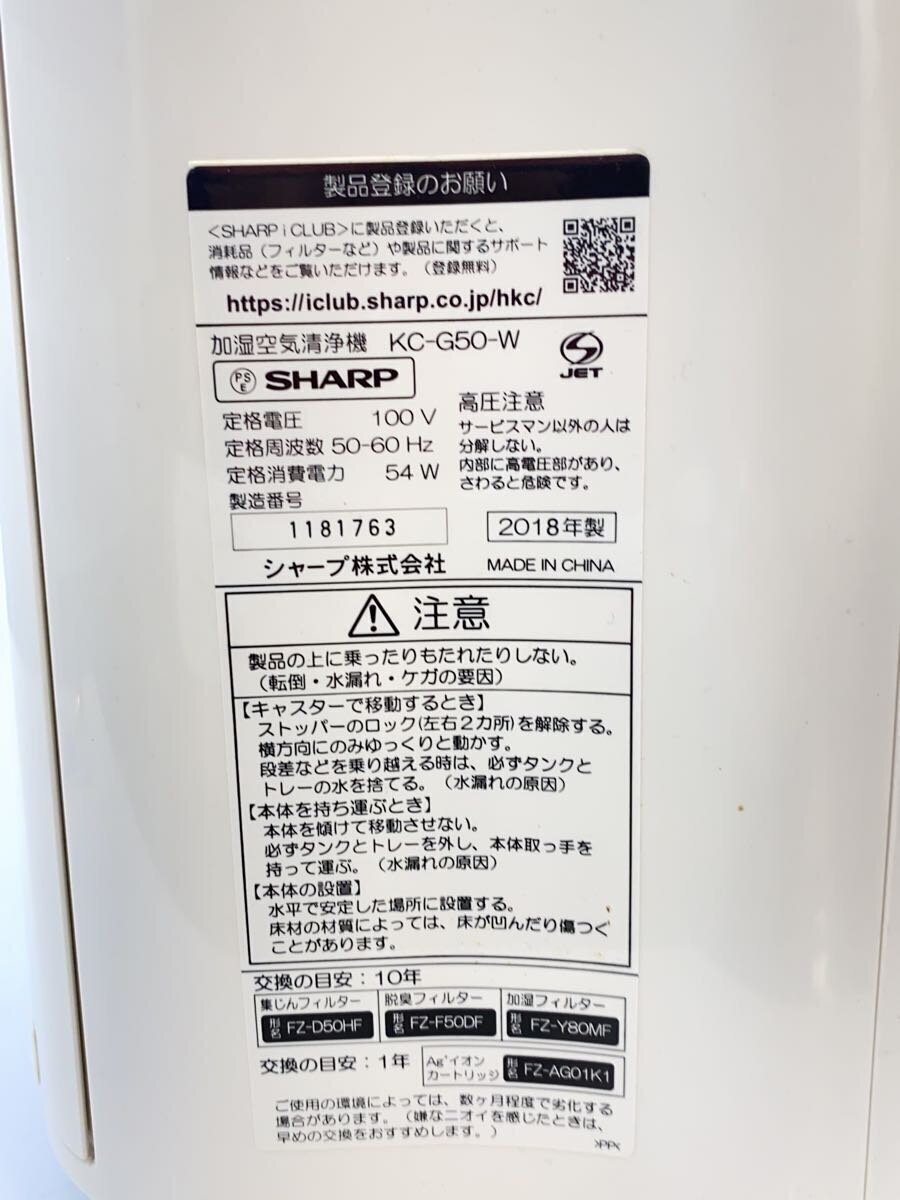 製品登録のお願い
<SHARP i CLUB>に製品登録いただくと、
消耗品（フィルターなど）や製品に関するサポート
情報などをご覧いただけます。（登録無料）
https://iclub.sharp.co.jp/hkc/
加湿空気清浄機 KC-G50-W
PSE SHARP
JET
定格電圧 100 V
定格周波数 50-60 Hz
定格消費電力 54 W
製造番号
1181763
高圧注意
サービスマン以外の人は
分解しない。
内部に高電圧部があり、
さわると危険です。
2018年製
シャープ株式会社 MADE IN CHINA
注意
製品の上に乗ったりもたれたりしない。
（転倒・水漏れ・ケガの要因）
【キャスターで移動するとき】
ストッパーのロック(左右2カ所)を解除する。
横方向にのみゆっくりと動かす。
段差などを乗り越える時は、必ずタンクと
トレーの水を捨てる。（水漏れの原因）
【本体を持ち運ぶとき】
本体を傾けて移動させない。
必ずタンクとトレーを外し、本体取っ手を
持って運ぶ。（水漏れの原因）
【本体の設置】
水平で安定した場所に設置する。
床材の材質によっては、床が凹んだり傷つく
ことがあります。
交換の目安：10年
集じんフィルター 脱臭フィルター 加湿フィルター
形名 FZ-D50HF 形名 FZ-F50DF 形名 FZ-Y80MF
交換の目安：1年
Ag⁺イオン
カートリッジ 形名 FZ-AG01K1
ご使用の環境によっては、数ヶ月程度で劣化する
場合があります。（嫌なニオイを感じたときは、
早めの交換をおすすめします。）
>PP<